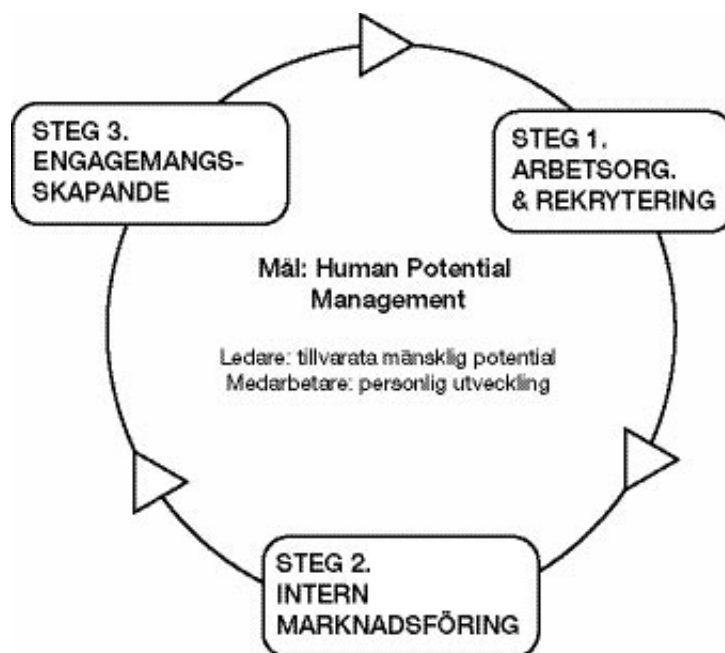 STEG 3.
ENGAGEMANGS-
SKAPANDE
STEG 1.
ARBETSORG.
& REKRYTERING
Mål: Human Potential
Management
Ledare: tillvarata mänsklig potential
Medarbetare: personlig utveckling
STEG 2.
INTERN
MARKNADSFÖRING